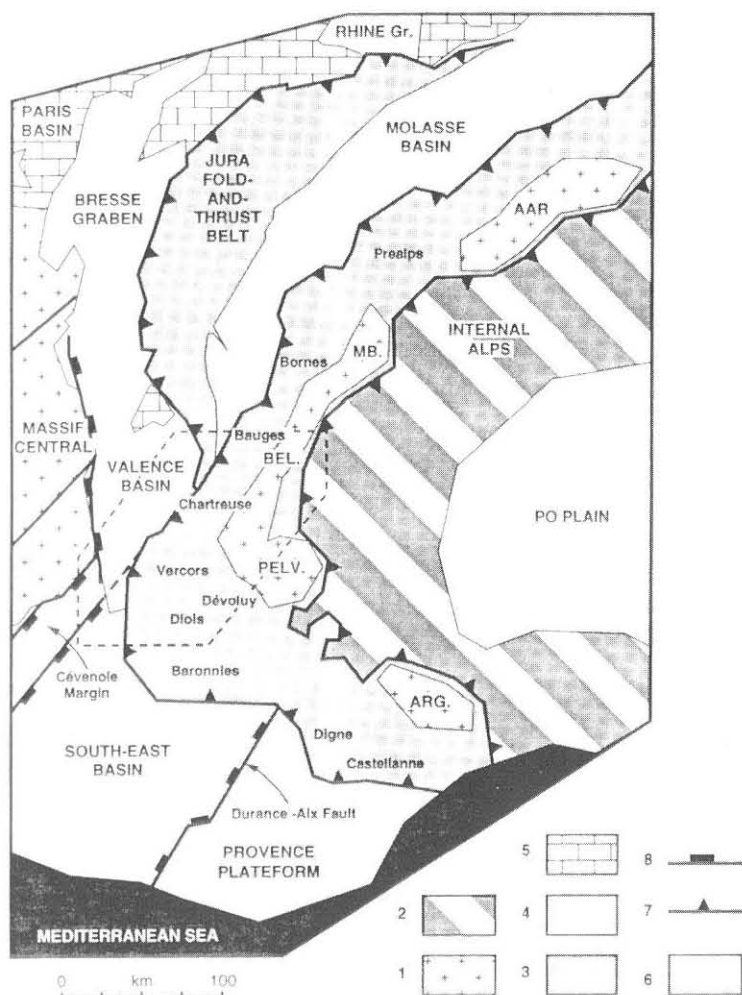 RHINE Gr.
PARIS
BASIN
MOLASSE
BASIN
JURA
FOLD-
AND-
THRUST
BELT
BRESSE
GRABEN
AAR
Préalps
INTERNAL
ALPS
MB.
Bornes
MASSIF
CENTRAL
Bauges
BEL.
VALENCE
BASIN
PO PLAIN
Chartreuse
Vercors
PELV.
Dévoluy
Diois
Cévenole
Margin
Baronnies
ARG.
SOUTH-EAST
BASIN
Digne
Castellanne
Durance -Aix Fault
PROVENCE
PLATEFORM
MEDITERRANEAN SEA
5
8
2
4
7
1
3
6
0 km 100